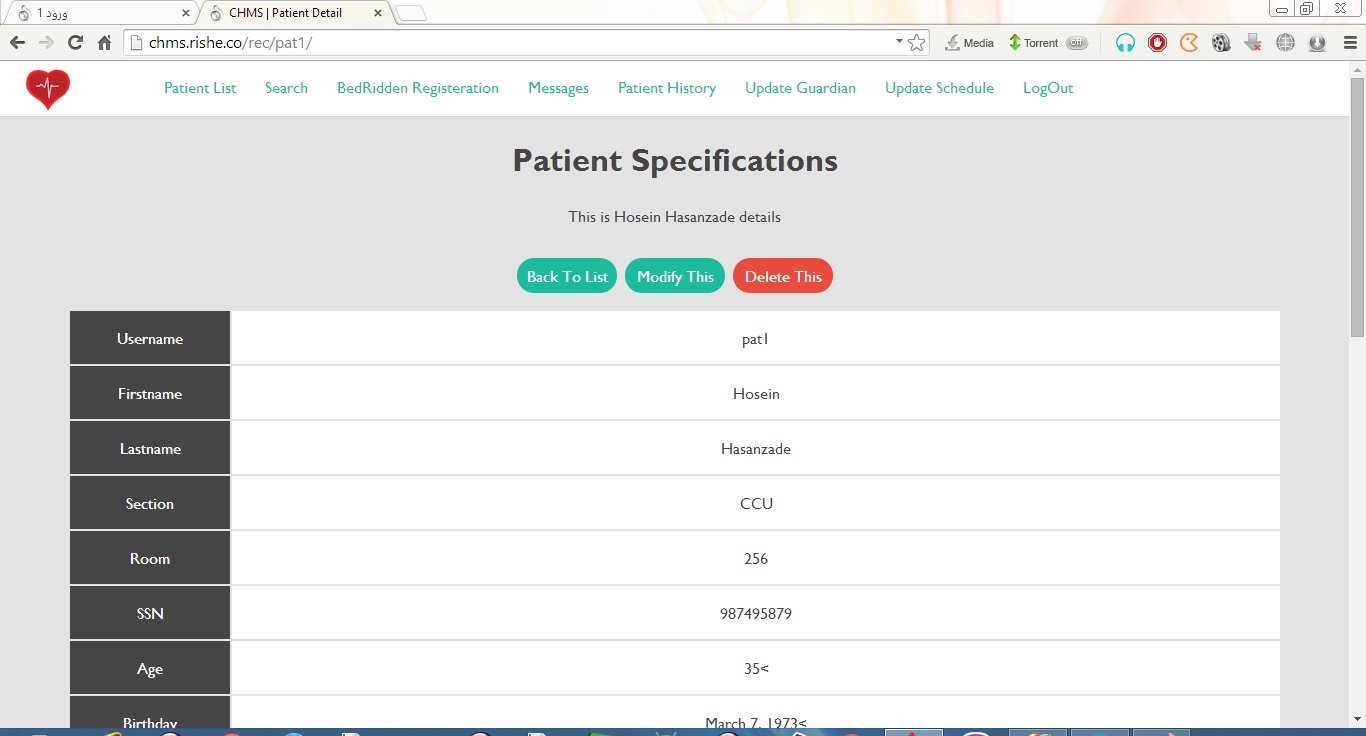 ورود 1
CHMS | Patient Detail
chms.rishe.co/rec/pat1/
Media
Torrent
off
Patient List
Search
BedRidden Registeration
Messages
Patient History
Update Guardian
Update Schedule
LogOut
Patient Specifications
This is Hosein Hasanzade details
Back To List
Modify This
Delete This
Username
pat1
Firstname
Hosein
Lastname
Hasanzade
Section
CCU
Room
256
SSN
987495879
Age
35<
Birthday
March 7, 1973<